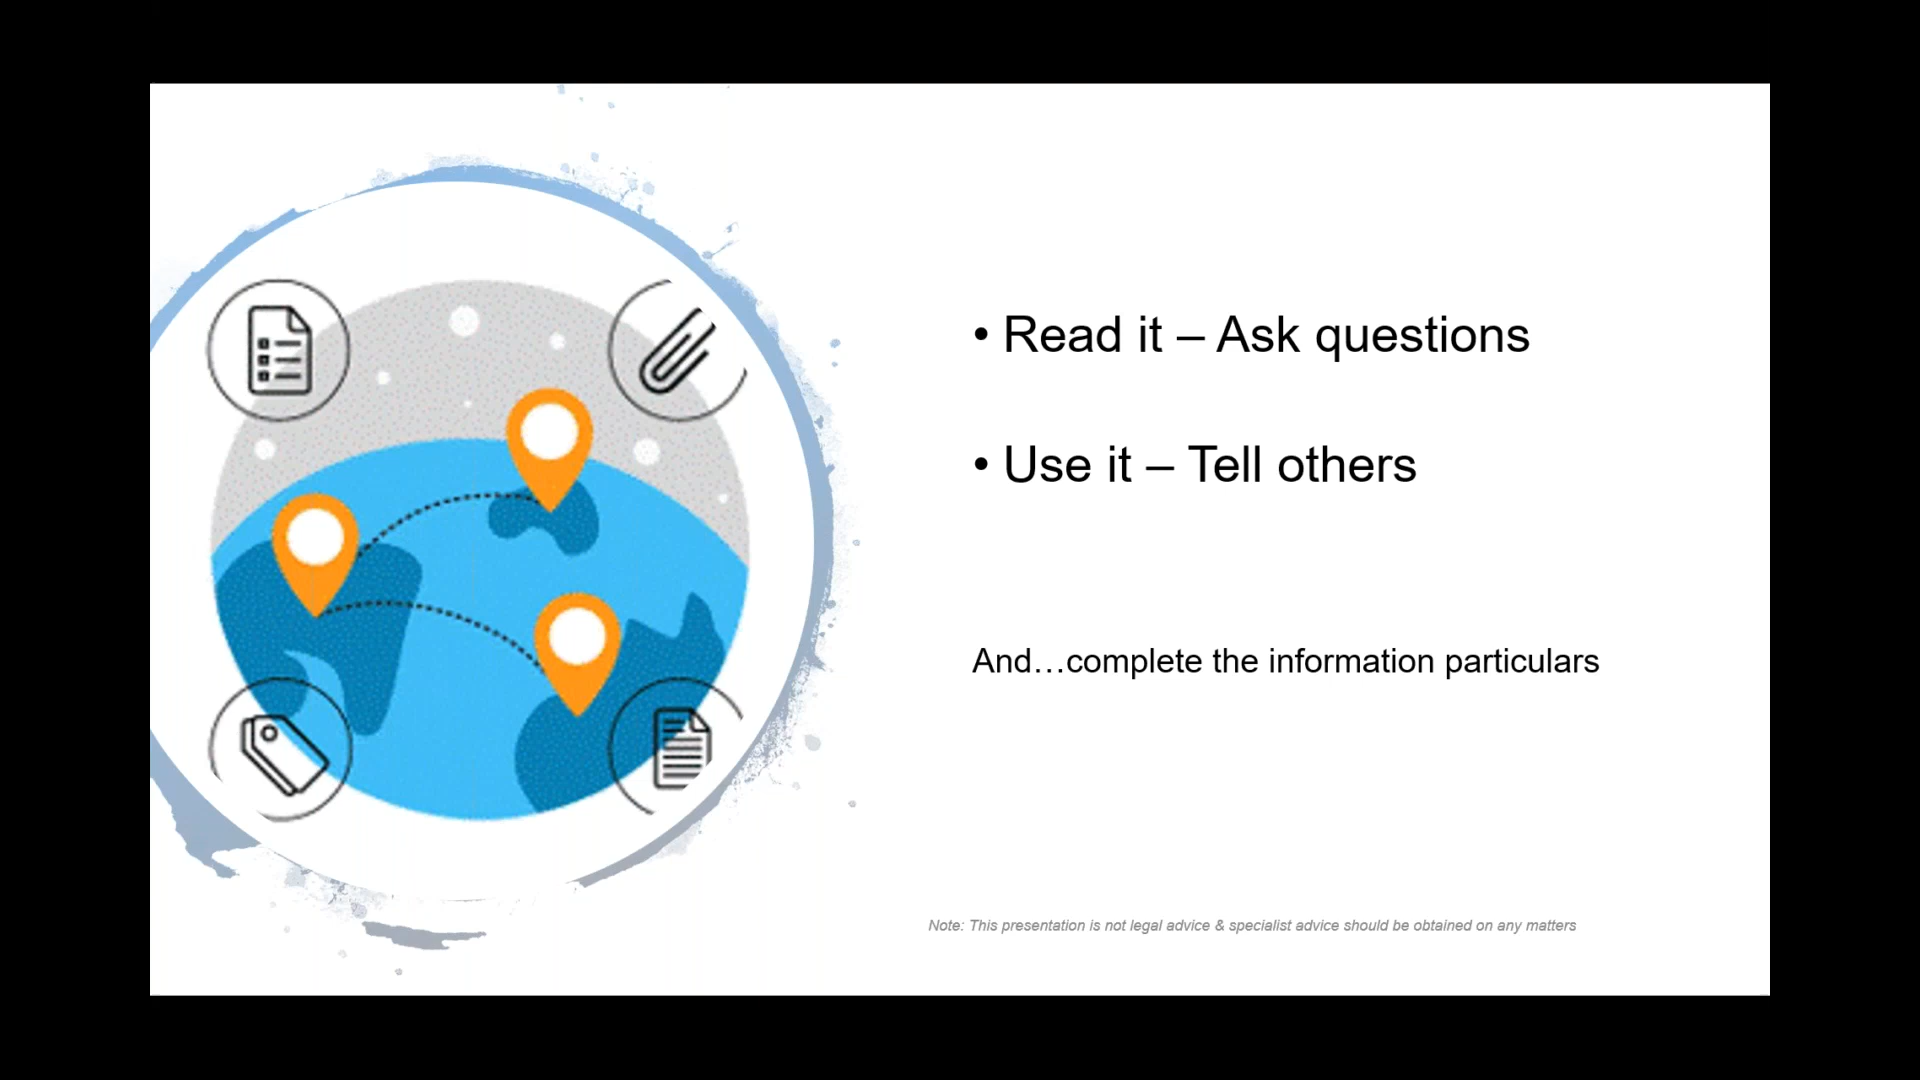 • Read it – Ask questions
• Use it – Tell others
And…complete the information particulars
Note: This presentation is not legal advice & specialist advice should be obtained on any matters